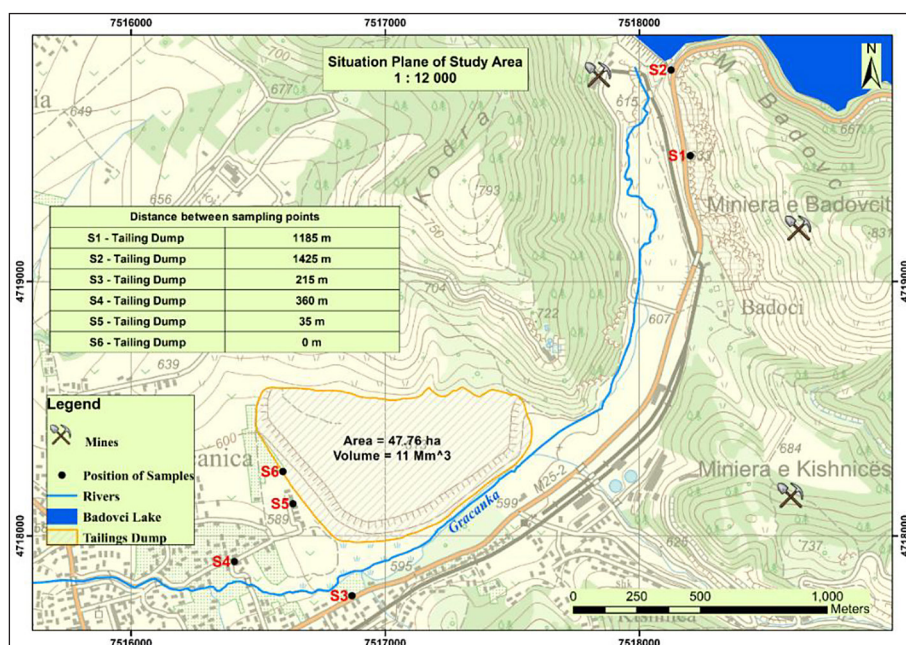 7516000
7517000
7518000
Situation Plane of Study Area
1 : 12 000
N
S2
S1
M
Badovc
Kodra
700
677
649
656
615
793
750
667
Miniera e Badovcit
831
Distance between sampling points
S1 - Tailing Dump 1185 m
S2 - Tailing Dump 1425 m
S3 - Tailing Dump 215 m
S4 - Tailing Dump 360 m
S5 - Tailing Dump 35 m
S6 - Tailing Dump 0 m
4719000
4719000
704
722
607
Badoci
639
Legend
Mines
Position of Samples
Rivers
Badovci Lake
Tailings Dump
600
anica
Area = 47.76 ha
Volume = 11 Mm^3
S6
S5
589
684
Miniera e Kishnicës
M25-2
599
Gracanka
4718000
4718000
626
737
595
S4
S3
Kishnica
0 250 500 1,000
Meters
7516000
7517000
7518000